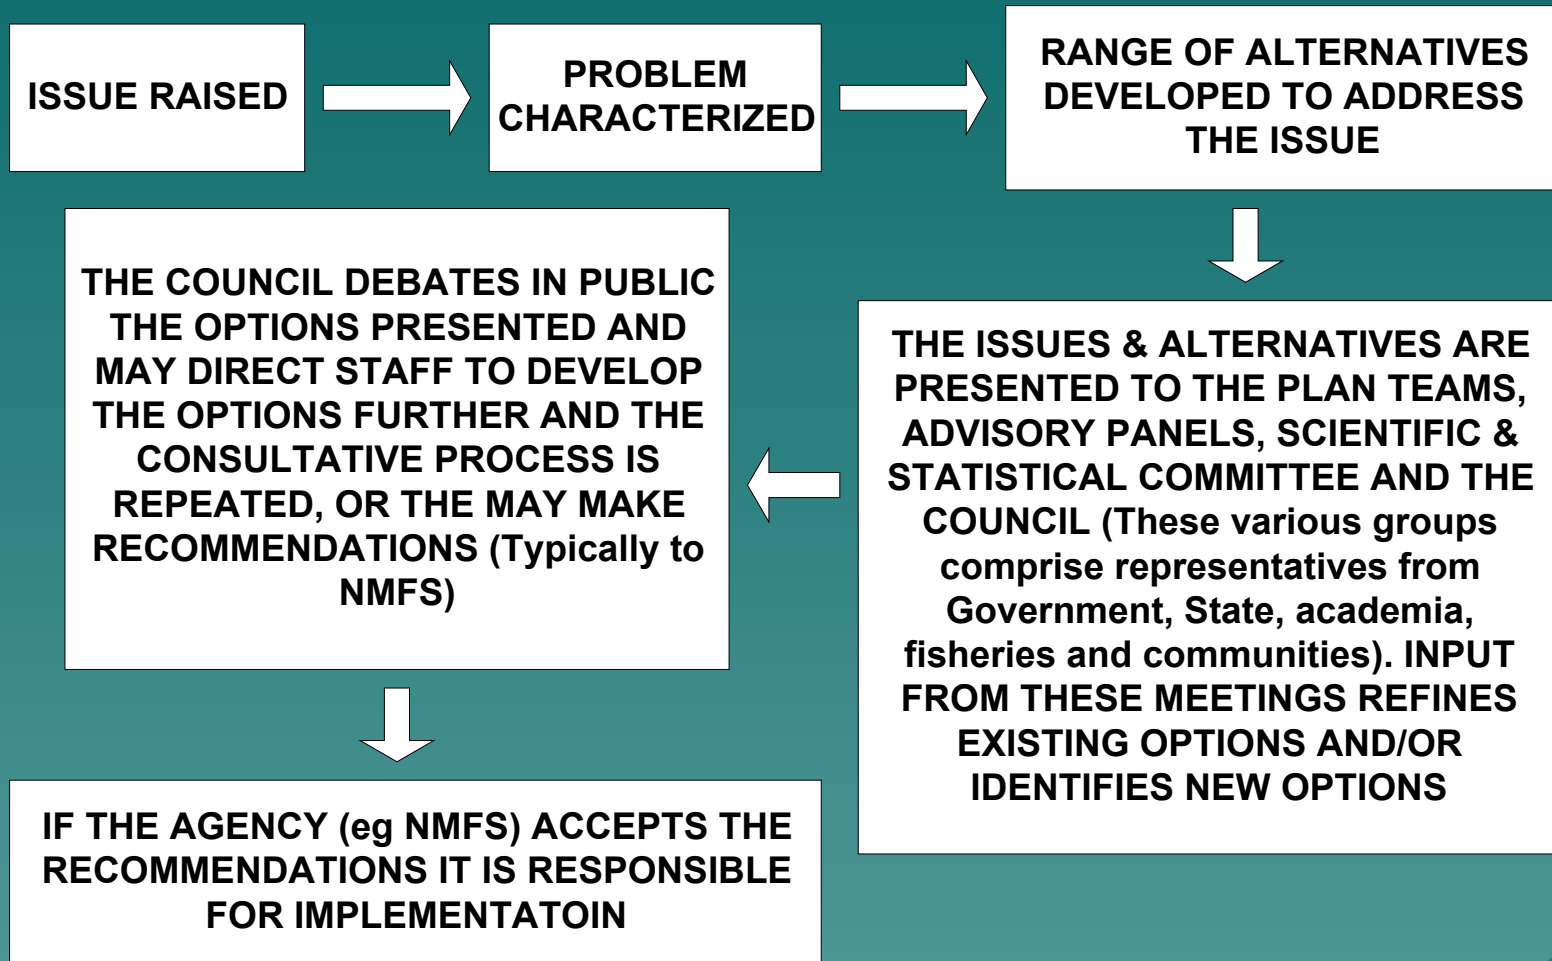 ISSUE RAISED
PROBLEM
CHARACTERIZED
RANGE OF ALTERNATIVES
DEVELOPED TO ADDRESS
THE ISSUE
THE ISSUES & ALTERNATIVES ARE
PRESENTED TO THE PLAN TEAMS,
ADVISORY PANELS, SCIENTIFIC &
STATISTICAL COMMITTEE AND THE
COUNCIL (These various groups
comprise representatives from
Government, State, academia,
fisheries and communities). INPUT
FROM THESE MEETINGS REFINES
EXISTING OPTIONS AND/OR
IDENTIFIES NEW OPTIONS
THE COUNCIL DEBATES IN PUBLIC
THE OPTIONS PRESENTED AND
MAY DIRECT STAFF TO DEVELOP
THE OPTIONS FURTHER AND THE
CONSULTATIVE PROCESS IS
REPEATED, OR THE MAY MAKE
RECOMMENDATIONS (Typically to
NMFS)
IF THE AGENCY (eg NMFS) ACCEPTS THE
RECOMMENDATIONS IT IS RESPONSIBLE
FOR IMPLEMENTATOIN